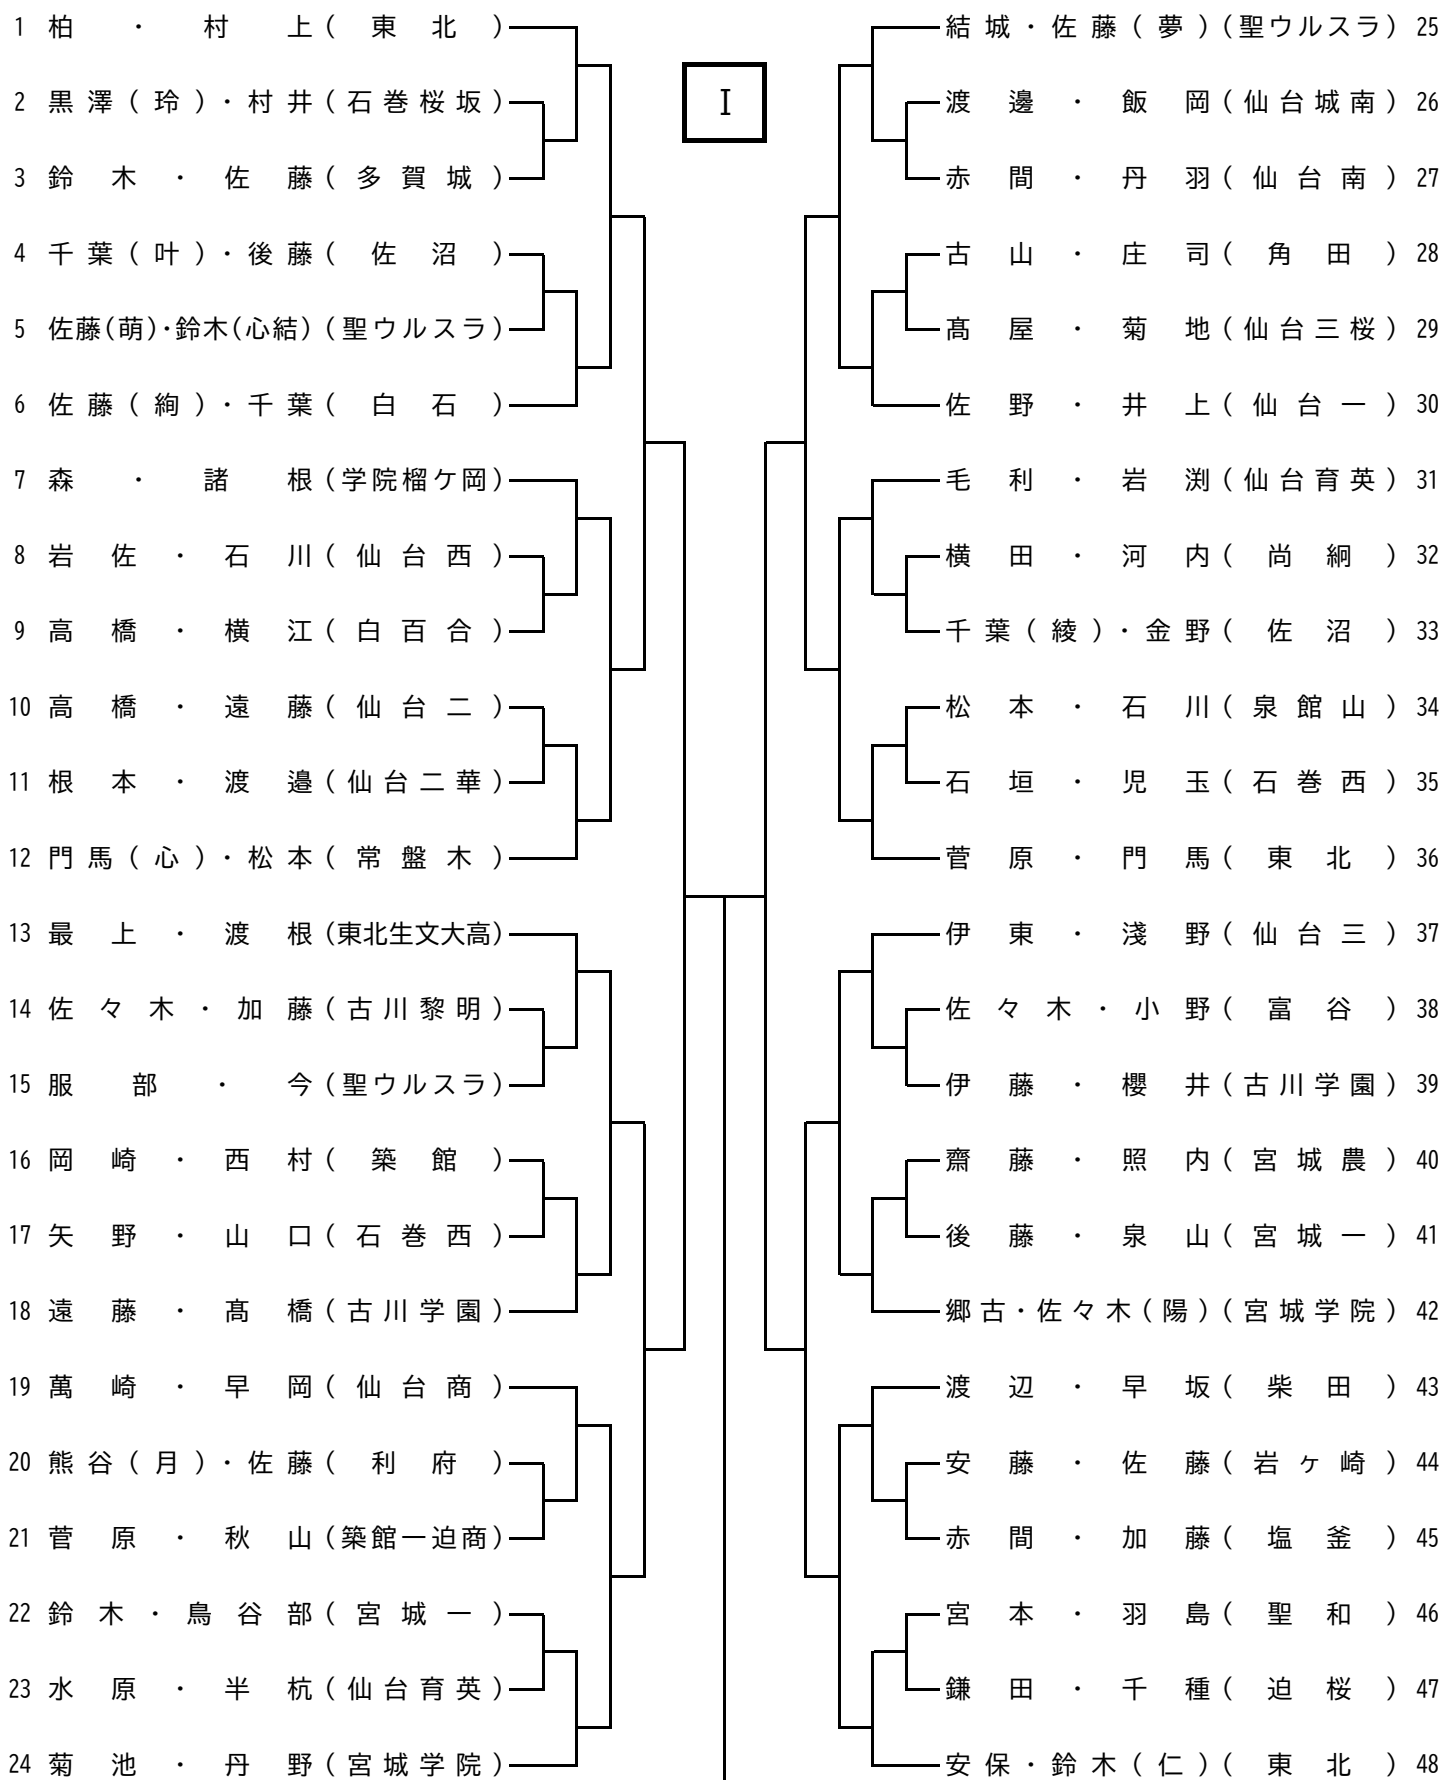 Ⅰ
1 柏・村上(東北)
2 黒澤(玲)・村井(石巻桜坂)
3 鈴木・佐藤(多賀城)
4 千葉(叶)・後藤(佐沼)
5 佐藤(萌)・鈴木(心結)(聖ウルスラ)
6 佐藤(絢)・千葉(白石)
7 森・諸根(学院榴ケ岡)
8 岩佐・石川(仙台西)
9 高橋・横江(白百合)
10 高橋・遠藤(仙台二)
11 根本・渡邉(仙台二華)
12 門馬(心)・松本(常盤木)
13 最上・渡根(東北生文大高)
14 佐々木・加藤(古川黎明)
15 服部・今(聖ウルスラ)
16 岡崎・西村(築館)
17 矢野・山口(石巻西)
18 遠藤・髙橋(古川学園)
19 萬崎・早岡(仙台商)
20 熊谷(月)・佐藤(利府)
21 菅原・秋山(築館一迫商)
22 鈴木・鳥谷部(宮城一)
23 水原・半杭(仙台育英)
24 菊池・丹野(宮城学院)
結城・佐藤(夢)(聖ウルスラ) 25
渡邊・飯岡(仙台城南) 26
赤間・丹羽(仙台南) 27
古山・庄司(角田) 28
髙屋・菊地(仙台三桜) 29
佐野・井上(仙台一) 30
毛利・岩渕(仙台育英) 31
横田・河内(尚絅) 32
千葉(綾)・金野(佐沼) 33
松本・石川(泉館山) 34
石垣・児玉(石巻西) 35
菅原・門馬(東北) 36
伊東・淺野(仙台三) 37
佐々木・小野(富谷) 38
伊藤・櫻井(古川学園) 39
齋藤・照内(宮城農) 40
後藤・泉山(宮城一) 41
郷古・佐々木(陽)(宮城学院) 42
渡辺・早坂(柴田) 43
安藤・佐藤(岩ヶ崎) 44
赤間・加藤(塩釜) 45
宮本・羽島(聖和) 46
鎌田・千種(迫桜) 47
安保・鈴木(仁)(東北) 48